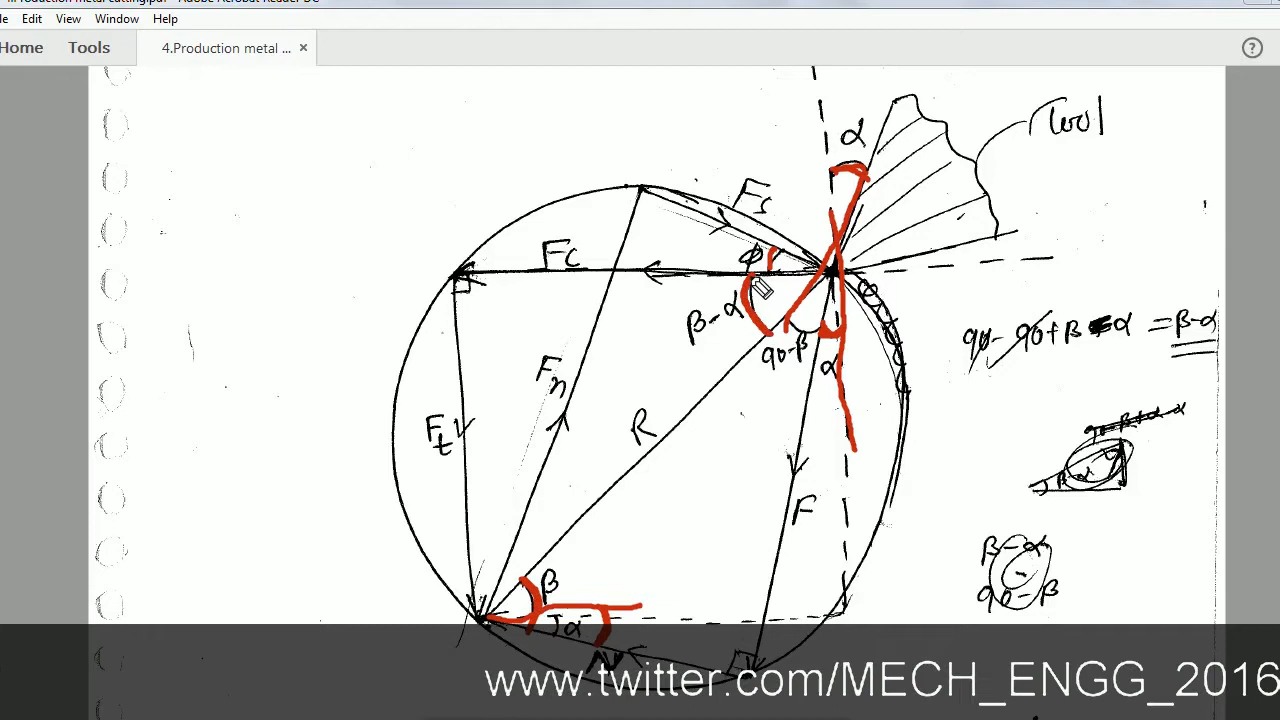 Edit View Window Help
Home Tools 4.Production metal ... ×
?
α
Tool
Fs
Fc
ϕ
β-α
90-β
α
90-90+β-α = β-α
Fn
Ft
R
F
β
α
N
β-α
90-β
www.twitter.com/MECH_ENGG_2016